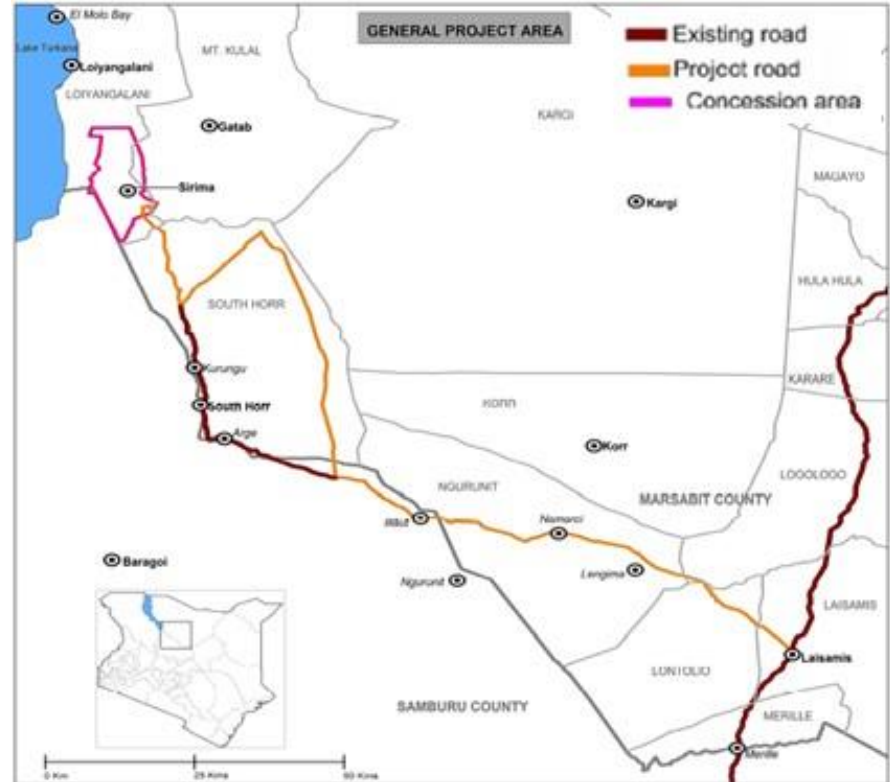 GENERAL PROJECT AREA
Existing road
Project road
Concession area
El Molo Bay
Lake Turkana
Loiyangalani
LOIYANGALANI
MT. KULAL
Gatab
KARGI
MAGAYO
Sirima
Kargi
HULA HULA
SOUTH HORR
Kurungu
KARARE
South Horr
KORR
Arge
Korr
LOGOLOGO
NGURUNIT
MARSABIT COUNTY
Illaut
Namarei
Baragoi
Ngurunit
Lengima
LAISAMIS
Laisamis
LONTOLIO
SAMBURU COUNTY
MERILLE
Merille
0 Km
25 Kms
50 Kms